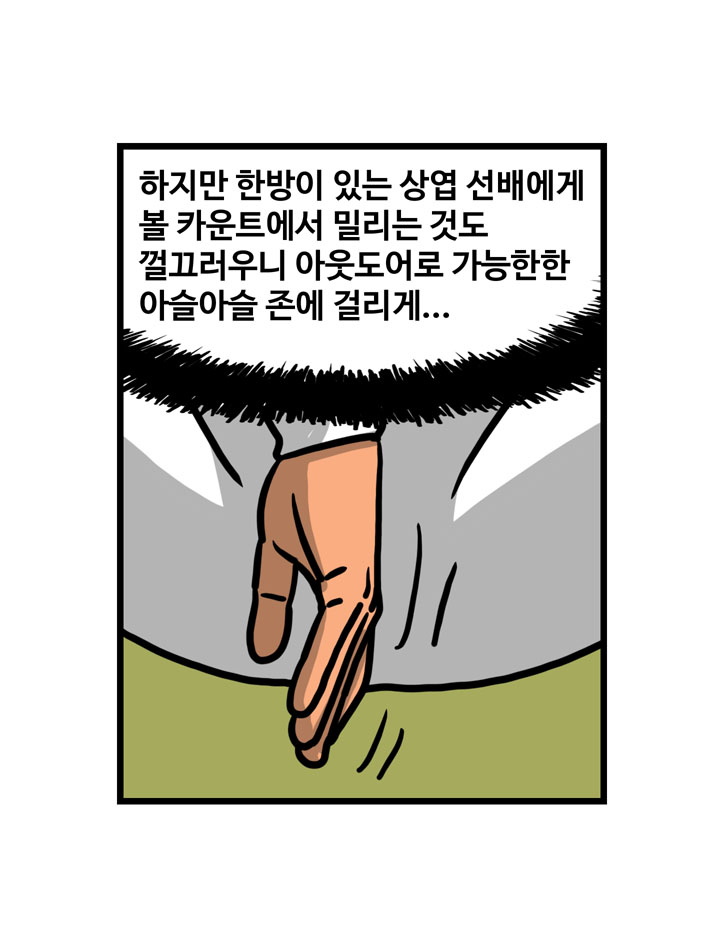 하지만 한방이 있는 상엽 선배에게
볼 카운트에서 밀리는 것도
껄끄러우니 아웃도어로 가능한한
아슬아슬 존에 걸리게...